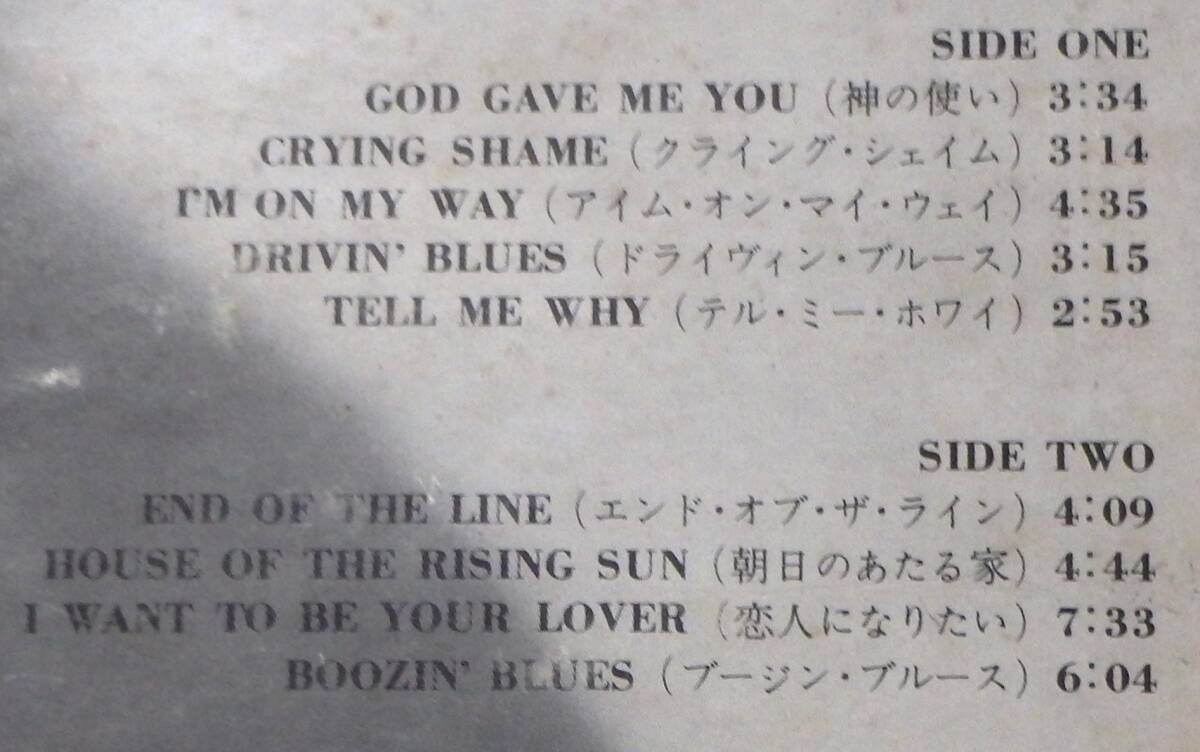 SIDE ONE
GOD GAVE ME YOU (神の使い) 3:34
CRYING SHAME (クライング・シェイム) 3:14
I'M ON MY WAY (アイム・オン・マイ・ウェイ) 4:35
DRIVIN' BLUES (ドライヴィン・ブルース) 3:15
TELL ME WHY (テル・ミー・ホワイ) 2:53
SIDE TWO
END OF THE LINE (エンド・オブ・ザ・ライン) 4:09
HOUSE OF THE RISING SUN (朝日のあたる家) 4:44
I WANT TO BE YOUR LOVER (恋人になりたい) 7:33
BOOZIN' BLUES (ブージン・ブルース) 6:04